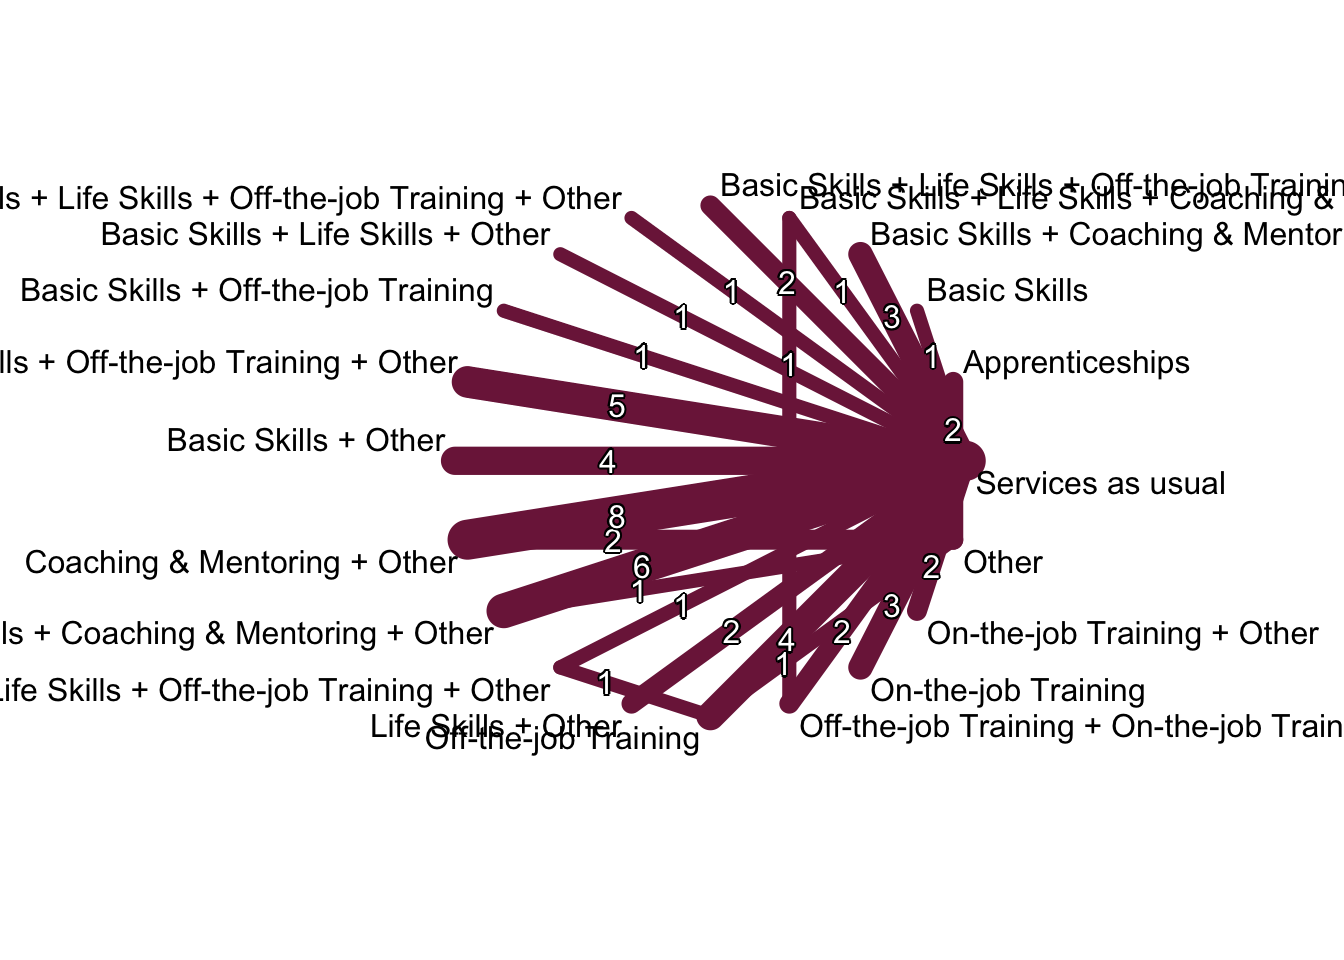 Basic Skills + Life Skills + Off-the-job Trainin
ls + Life Skills + Off-the-job Training + Other
Basic Skills + Life Skills + Coaching &
Basic Skills + Life Skills + Other
Basic Skills + Coaching & Mentor
2
1
1
Basic Skills + Off-the-job Training
Basic Skills
1
3
1
1
1
lls + Off-the-job Training + Other
Apprenticeships
5
2
Basic Skills + Other
4
Services as usual
8
2
Coaching & Mentoring + Other
6
2
Other
1
1
3
ls + Coaching & Mentoring + Other
2
4
2
On-the-job Training + Other
1
Life Skills + Off-the-job Training + Other
1
On-the-job Training
Life Skills + Other
Off-the-job Training + On-the-job Train
Off-the-job Training